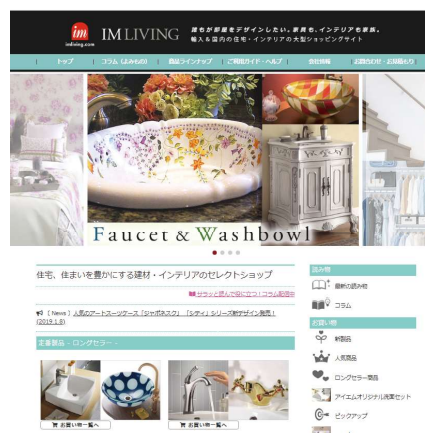 im
imliving.com
IM LIVING
誰もが部屋をデザインしたい。家具も、インテリアも家族。
輸入&国内の住宅・インテリアの大型ショッピングサイト
トップ
コラム（よみもの）
商品ラインナップ
ご利用ガイド・ヘルプ
会社情報
お問合わせ・お見積もり
Faucet & Washbowl
住宅、住まいを豊かにする建材・インテリアのセレクトショップ
サラッと読んで役に立つ！コラム配信中
【 News 】人気のアートスーツケース「ジャポネスク」「シティ」シリーズ新デザイン発売！
(2019.1.8)
定番製品 - ロングセラー -
お買い物一覧へ
お買い物一覧へ
読み物
最新の読み物
コラム
お買い物
新製品
人気商品
ロングセラー商品
アイエムオリジナル洗面セット
ピックアップ